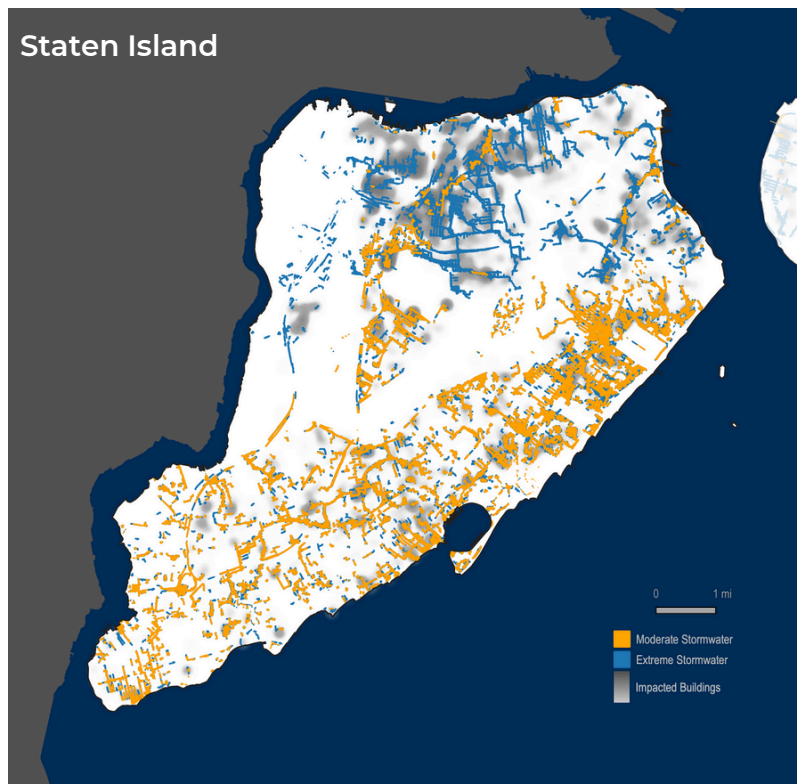 Staten Island
0 1 mi
Moderate Stormwater
Extreme Stormwater
Impacted Buildings